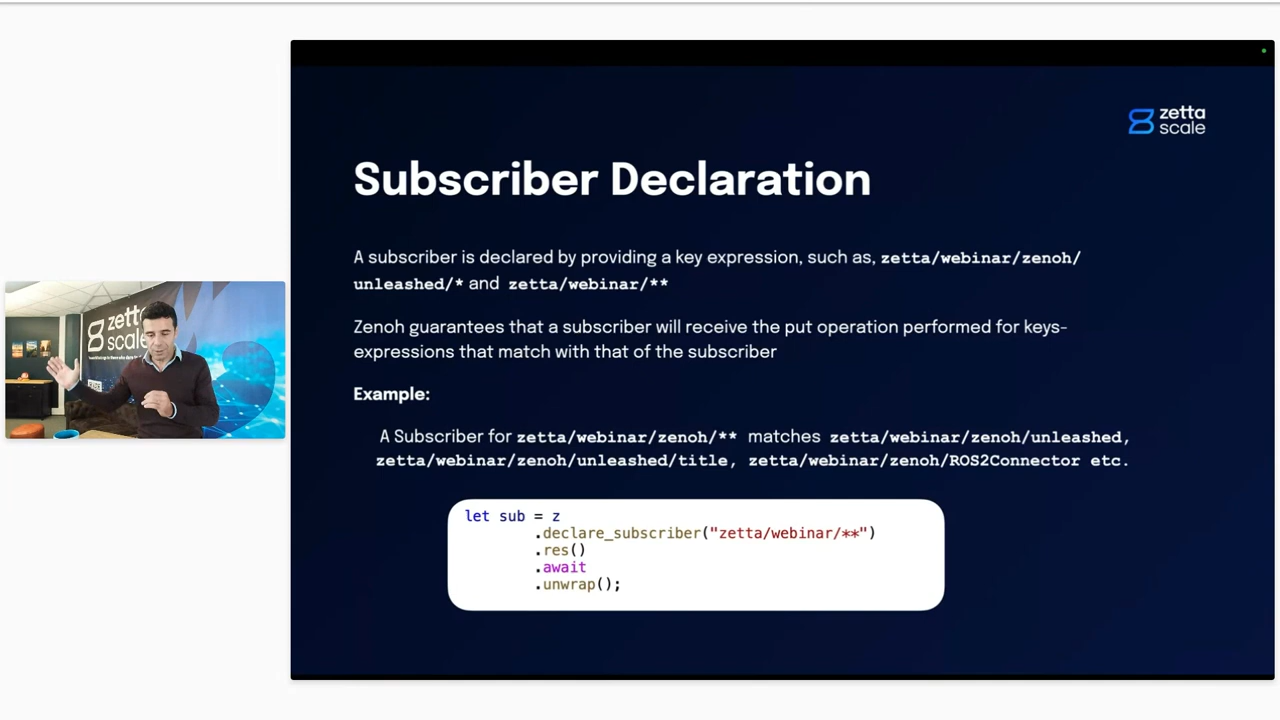 zetta
scale
Subscriber Declaration
A subscriber is declared by providing a key expression, such as, zetta/webinar/zenoh/
unleashed/* and zetta/webinar/**
Zenoh guarantees that a subscriber will receive the put operation performed for keys-
expressions that match with that of the subscriber
Example:
A Subscriber for zetta/webinar/zenoh/** matches zetta/webinar/zenoh/unleashed,
zetta/webinar/zenoh/unleashed/title, zetta/webinar/zenoh/ROS2Connector etc.
let sub = z
.declare_subscriber("zetta/webinar/**")
.res()
.await
.unwrap();
zetta
scale